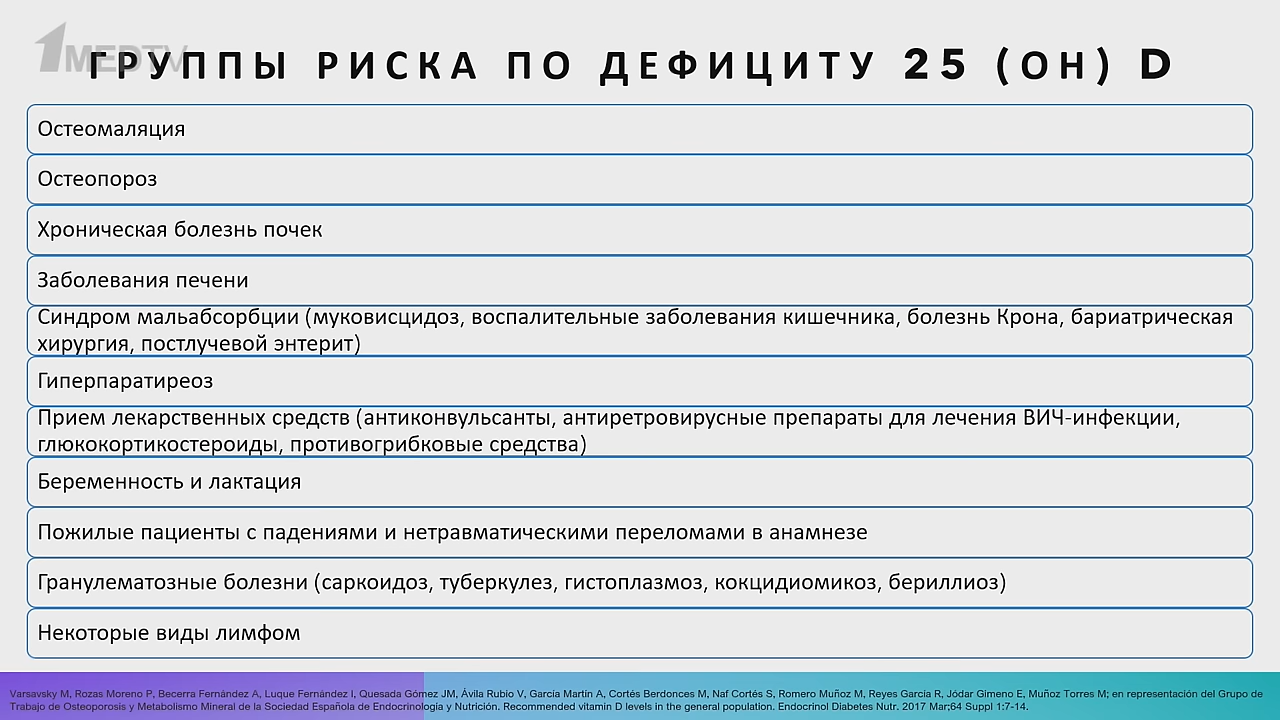 1MEDTV
ГРУППЫ РИСКА ПО ДЕФИЦИТУ 25 (ОН) D
Остеомаляция
Остеопороз
Хроническая болезнь почек
Заболевания печени
Синдром мальабсорбции (муковисцидоз, воспалительные заболевания кишечника, болезнь Крона, бариатрическая
хирургия, постлучевой энтерит)
Гиперпаратиреоз
Прием лекарственных средств (антиконвульсанты, антиретровирусные препараты для лечения ВИЧ-инфекции,
глюкокортикостероиды, противогрибковые средства)
Беременность и лактация
Пожилые пациенты с падениями и нетравматическими переломами в анамнезе
Гранулематозные болезни (саркоидоз, туберкулез, гистоплазмоз, кокцидиомикоз, бериллиоз)
Некоторые виды лимфом
Varsavsky M, Rozas Moreno P, Becerra Fernández A, Luque Fernández I, Quesada Gómez JM, Ávila Rubio V, García Martín A, Cortés Berdonces M, Naf Cortés S, Romero Muñoz M, Reyes García R, Jódar Gimeno E, Muñoz Torres M; en representación del Grupo de
Trabajo de Osteoporosis y Metabolismo Mineral de la Sociedad Española de Endocrinología y Nutrición. Recommended vitamin D levels in the general population. Endocrinol Diabetes Nutr. 2017 Mar;64 Suppl 1:7-14.